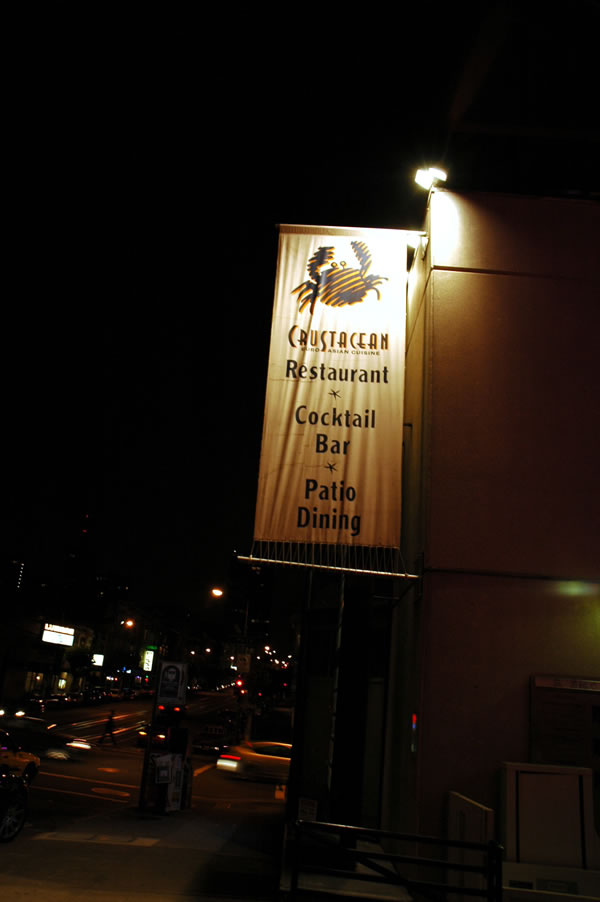 CRUSTACEAN
EURO ASIAN CUISINE
Restaurant
Cocktail
Bar
Patio
Dining